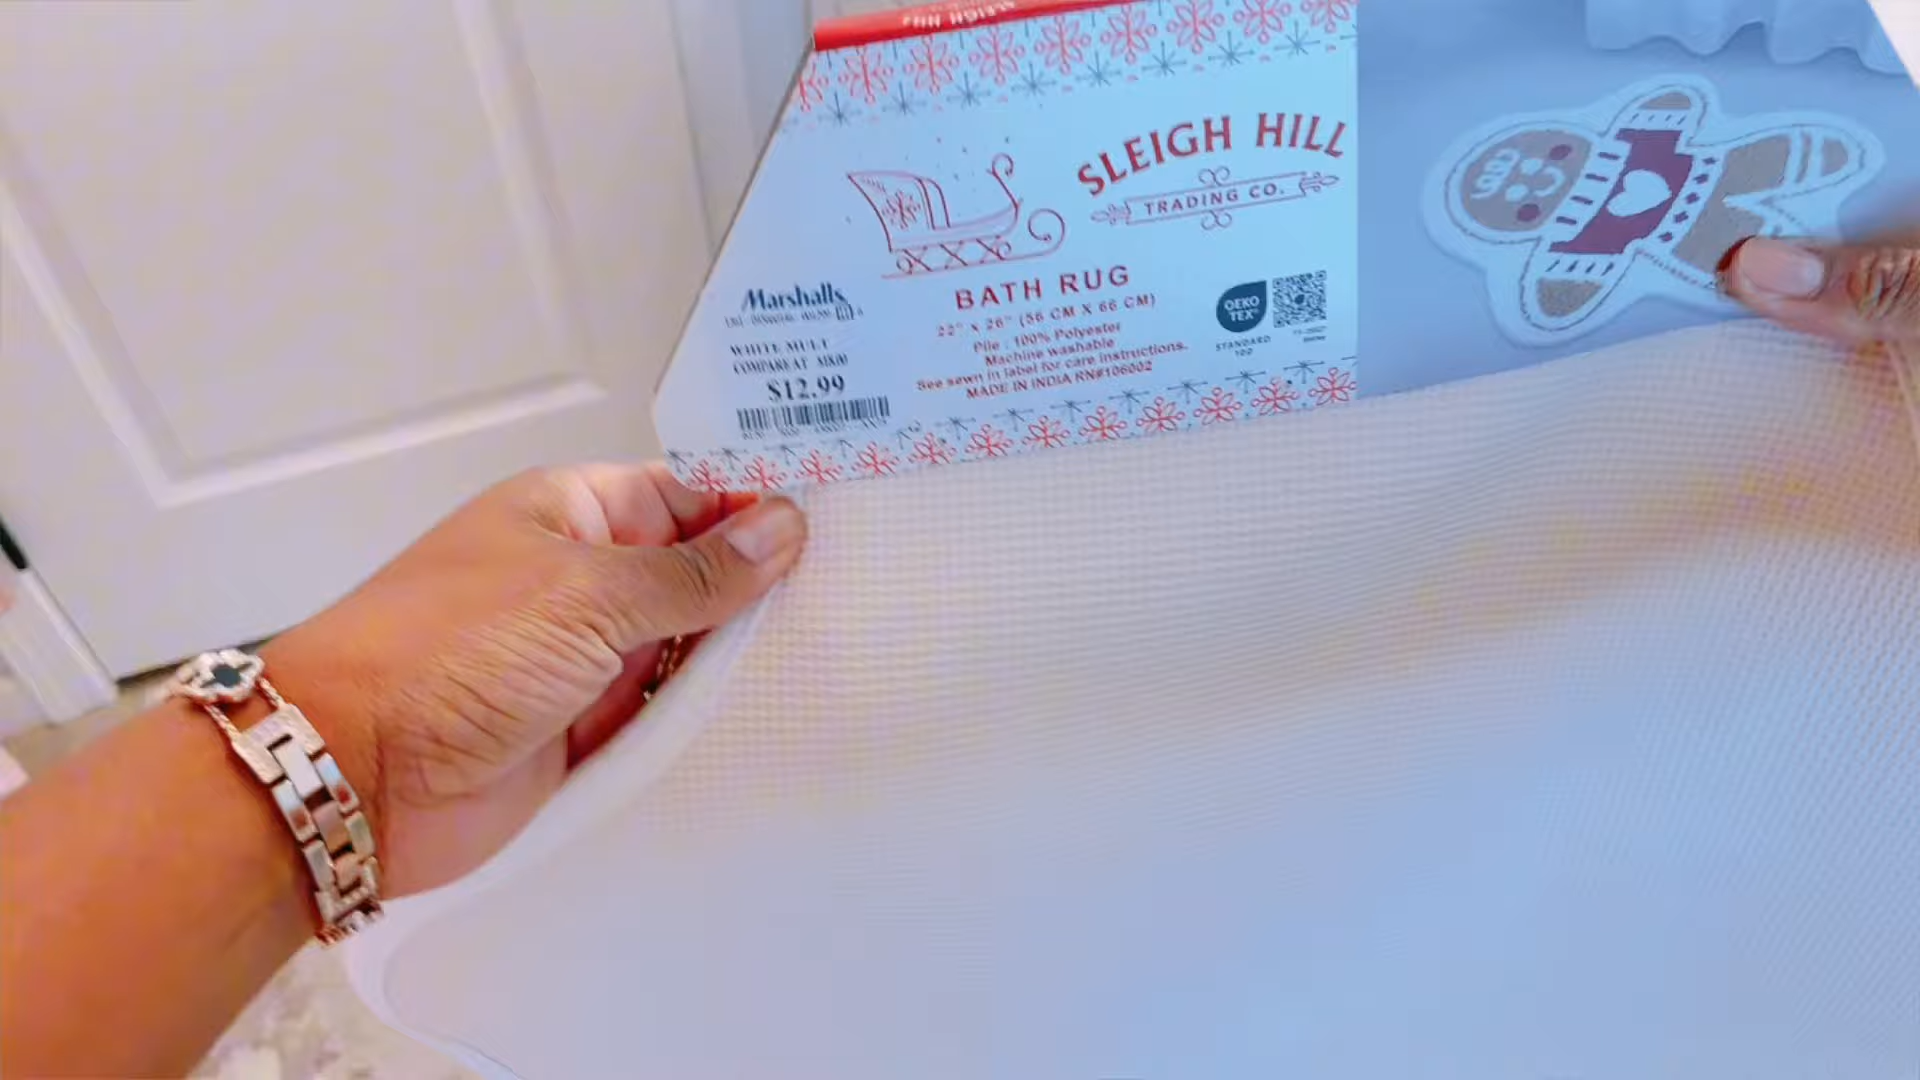 SLEIGH HILL
SLEIGH HILL
TRADING CO.
BATH RUG
22" X 26" (56 CM X 66 CM)
Pile : 100% Polyester
Machine washable
See sewn in label for care instructions.
MADE IN INDIA RN#106002
OEKO
TEX®
STANDARD
100
Marshalls
WHITE MULT
COMPARE AT
$12.99